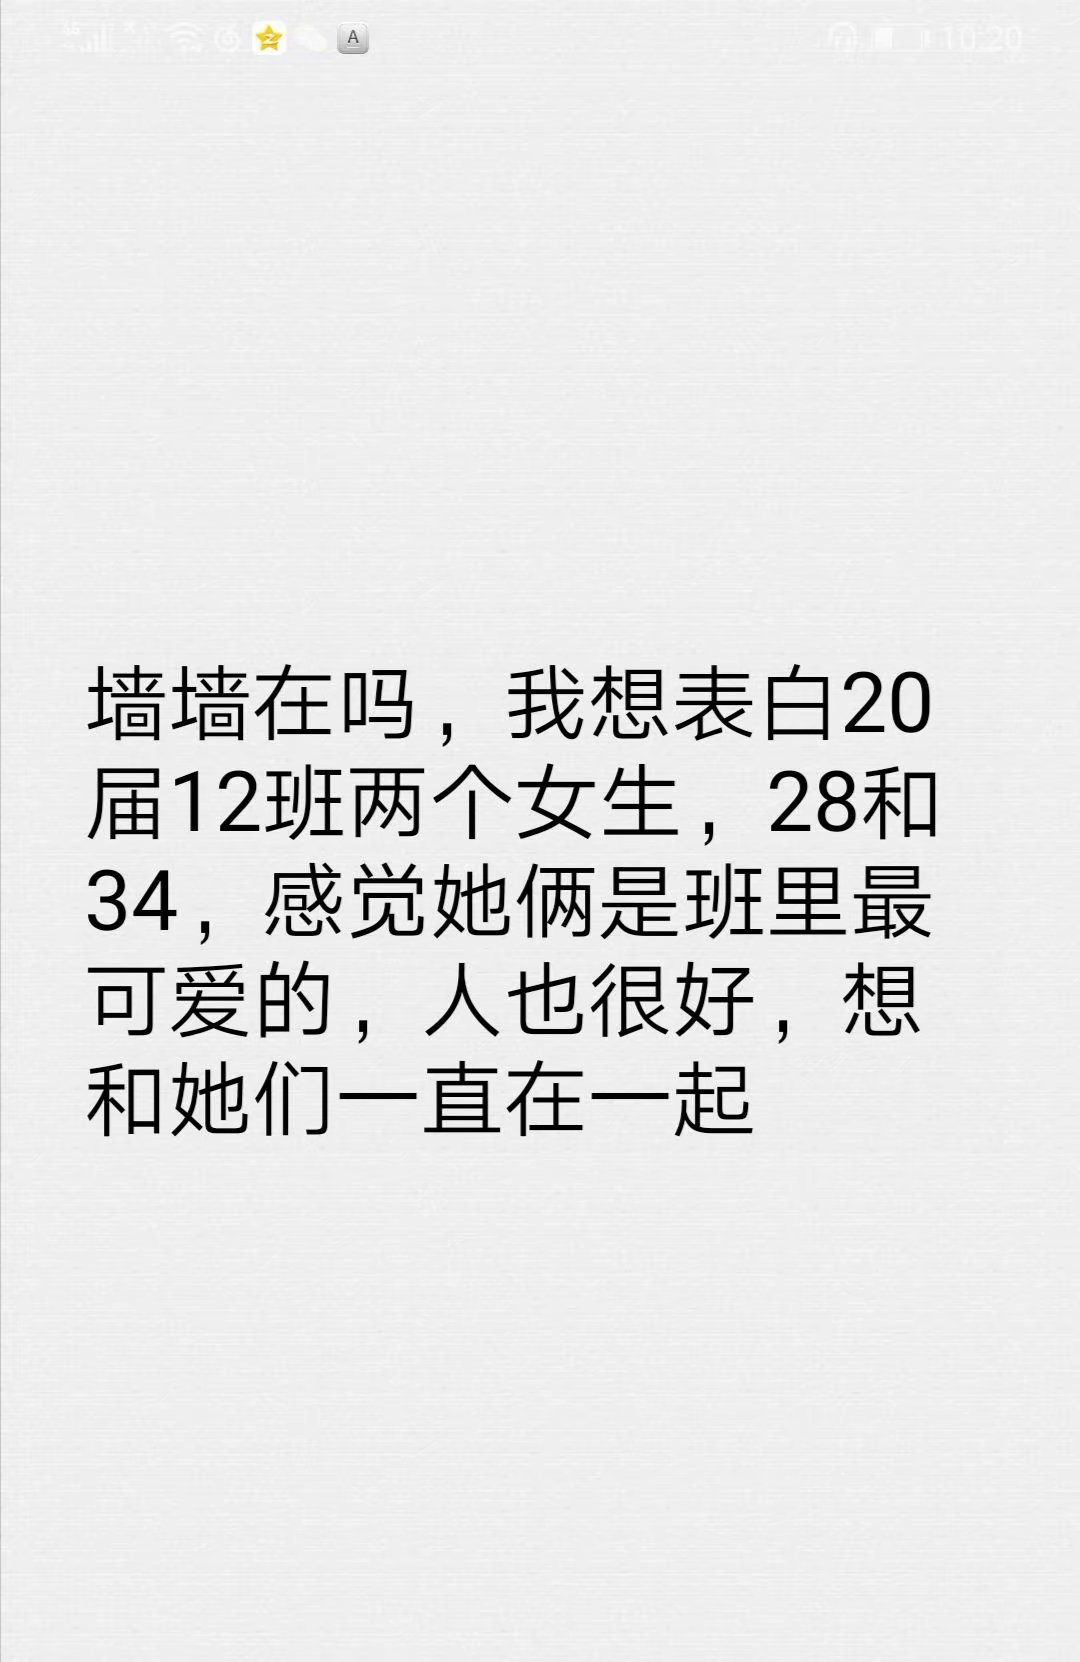 10:20
墙墙在吗，我想表白20
届12班两个女生，28和
34，感觉她俩是班里最
可爱的，人也很好，想
和她们一直在一起